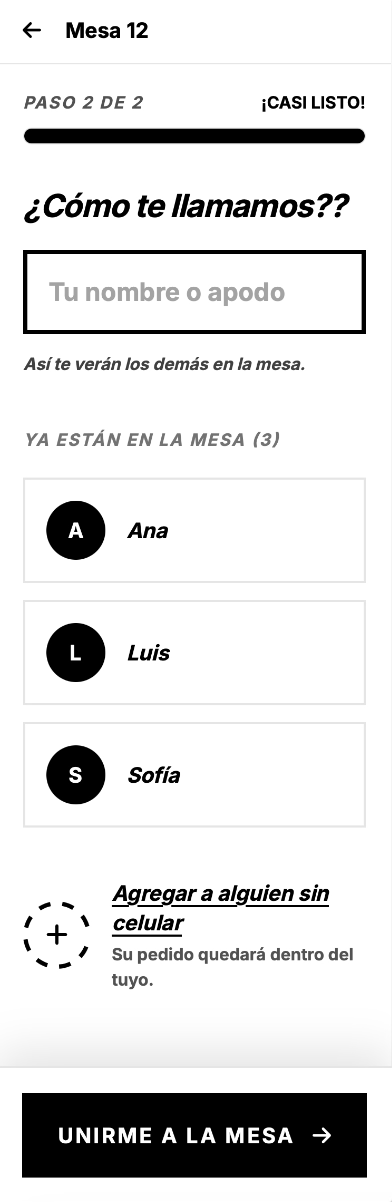 ← Mesa 12
PASO 2 DE 2
¡CASI LISTO!
¿Cómo te llamamos??
Tu nombre o apodo
Así te verán los demás en la mesa.
YA ESTÁN EN LA MESA (3)
A Ana
L Luis
S Sofía
+
Agregar a alguien sin
celular
Su pedido quedará dentro del
tuyo.
UNIRME A LA MESA →